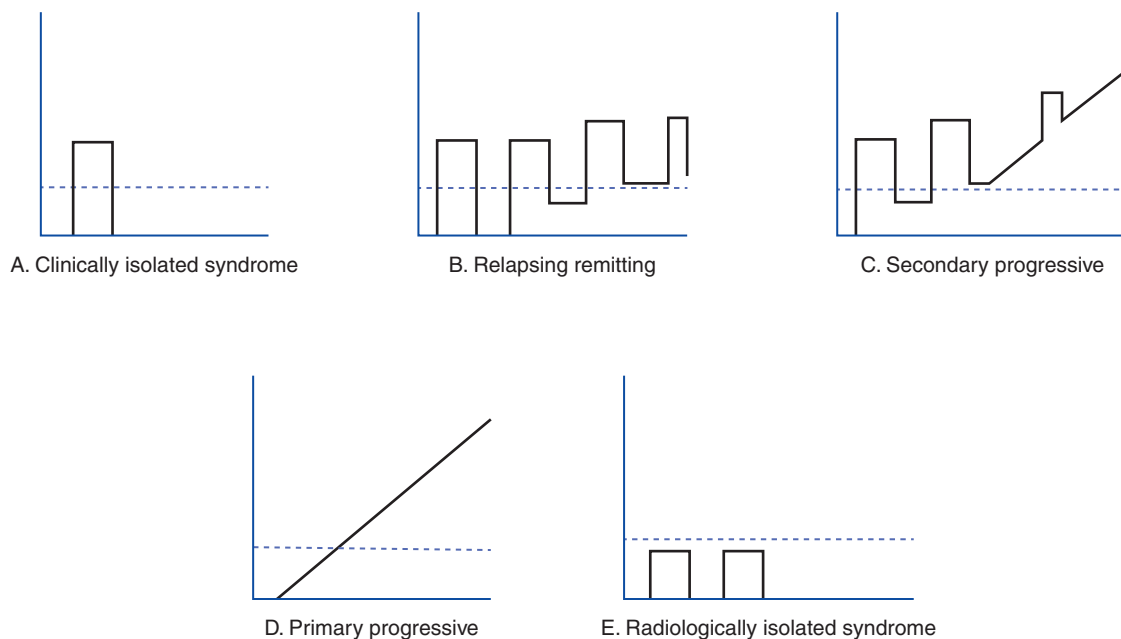 A. Clinically isolated syndrome
B. Relapsing remitting
C. Secondary progressive
D. Primary progressive
E. Radiologically isolated syndrome